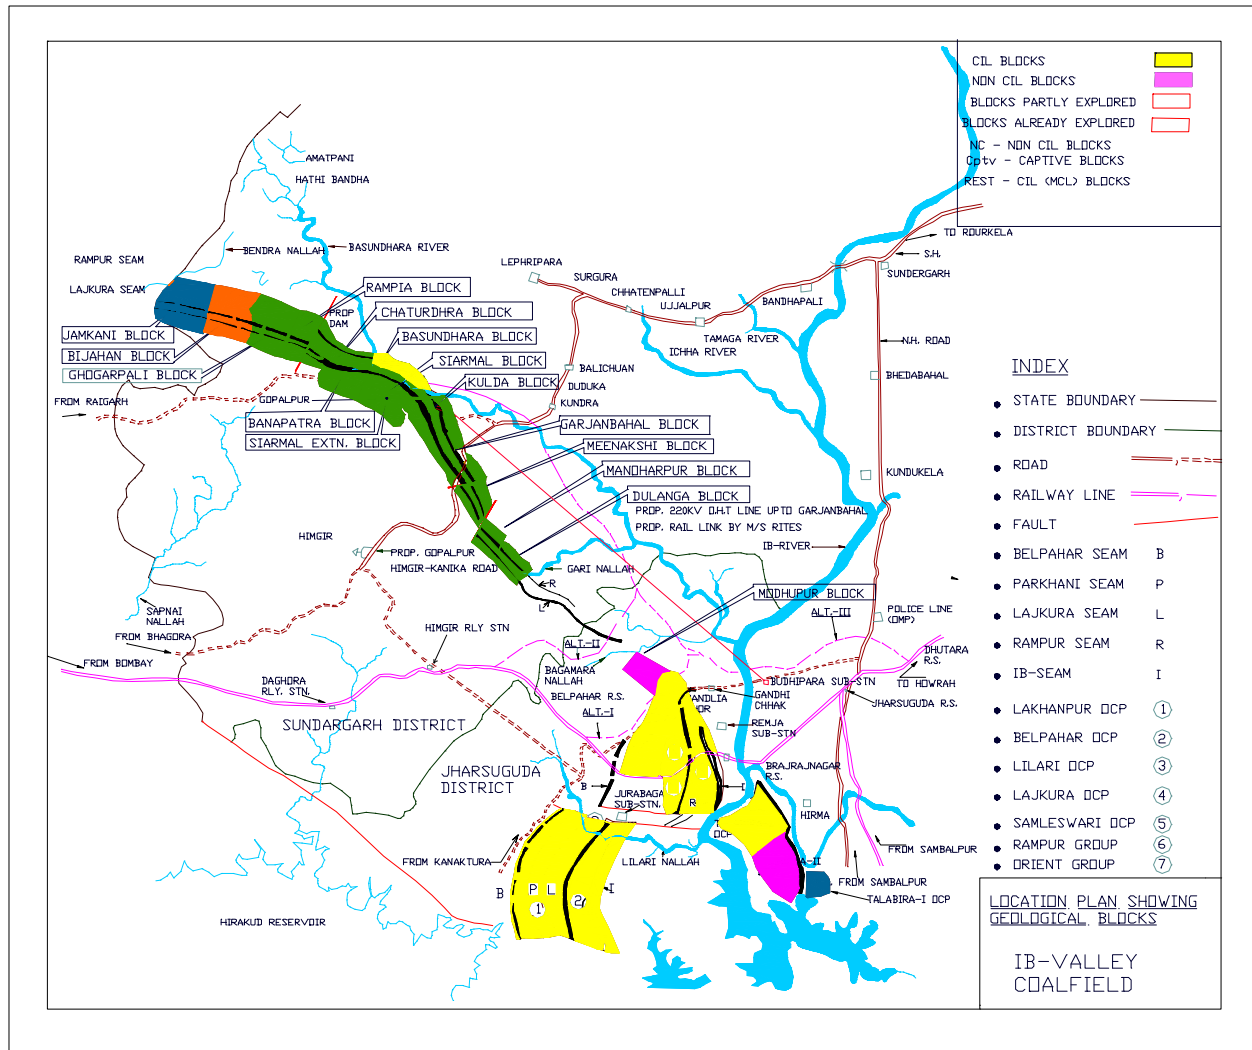 CIL BLOCKS
NON CIL BLOCKS
BLOCKS PARTLY EXPLORED
BLOCKS ALREADY EXPLORED
NC - NON CIL BLOCKS
Cptv - CAPTIVE BLOCKS
REST - CIL (MCL) BLOCKS
AMATPANI
HATHI BANDHA
BENDRA NALLAH
BASUNDHARA RIVER
RAMPUR SEAM
LAJKURA SEAM
TO ROURKELA
S.H.
SUNDERGARH
LEPHRIPARA
SURGURA
CHHATENPALLI
UJJALPUR
BANDHAPALI
TAMAGA RIVER
ICHHA RIVER
N.H. ROAD
BHEDABAHAL
RAMPIA BLOCK
PROP
DAM
CHATURDHRA BLOCK
BASUNDHARA BLOCK
SIARMAL BLOCK
KULDA BLOCK
JAMKANI BLOCK
BIJAHAN BLOCK
GHOGARPALI BLOCK
BALICHUAN
DUDUKA
KUNDRA
FROM RAIGARH
GOPALPUR
BANAPATRA BLOCK
SIARMAL EXTN. BLOCK
GARJANBAHAL BLOCK
MEENAKSHI BLOCK
MANOHARPUR BLOCK
DULANGA BLOCK
KUNDUKELA
PROP. 220KV O.H.T LINE UPTO GARJANBAHAL
PROP. RAIL LINK BY M/S RITES
IB-RIVER
HIMGIR
PROP. GOPALPUR
HIMGIR-KANIKA ROAD
GARI NALLAH
R
L
MODHUPUR BLOCK
ALT.-III
POLICE LINE
(OMP)
SAPNAI
NALLAH
FROM BHAGORA
HIMGIR RLY STN
ALT.-II
BAGAMARA
NALLAH
FROM BOMBAY
DAGHORA
RLY. STN.
BELPAHAR R.S.
ALT.-I
DHUTARA
R.S.
TO HOWRAH
BUDHIPARA SUB-STN
GANDHI
CHHAK
JHARSUGUDA R.S.
REMJA
SUB-STN
SUNDARGARH DISTRICT
JHARSUGUDA
DISTRICT
BRAJRAJNAGAR
R.S.
B
R
I
JURABAGA
SUB-STN.
HIRMA
FROM SAMBALPUR
FROM KANAKTURA
LILARI NALLAH
OCP
A-II
FROM SAMBALPUR
TALABIRA-I OCP
B
P L
I
1
2
HIRAKUD RESERVOIR
INDEX
STATE BOUNDARY
DISTRICT BOUNDARY
ROAD
RAILWAY LINE
FAULT
BELPAHAR SEAM B
PARKHANI SEAM P
LAJKURA SEAM L
RAMPUR SEAM R
IB-SEAM I
LAKHANPUR OCP 1
BELPAHAR OCP 2
LILARI OCP 3
LAJKURA OCP 4
SAMLESWARI OCP 5
RAMPUR GROUP 6
ORIENT GROUP 7
LOCATION PLAN SHOWING
GEOLOGICAL BLOCKS
IB-VALLEY
COALFIELD